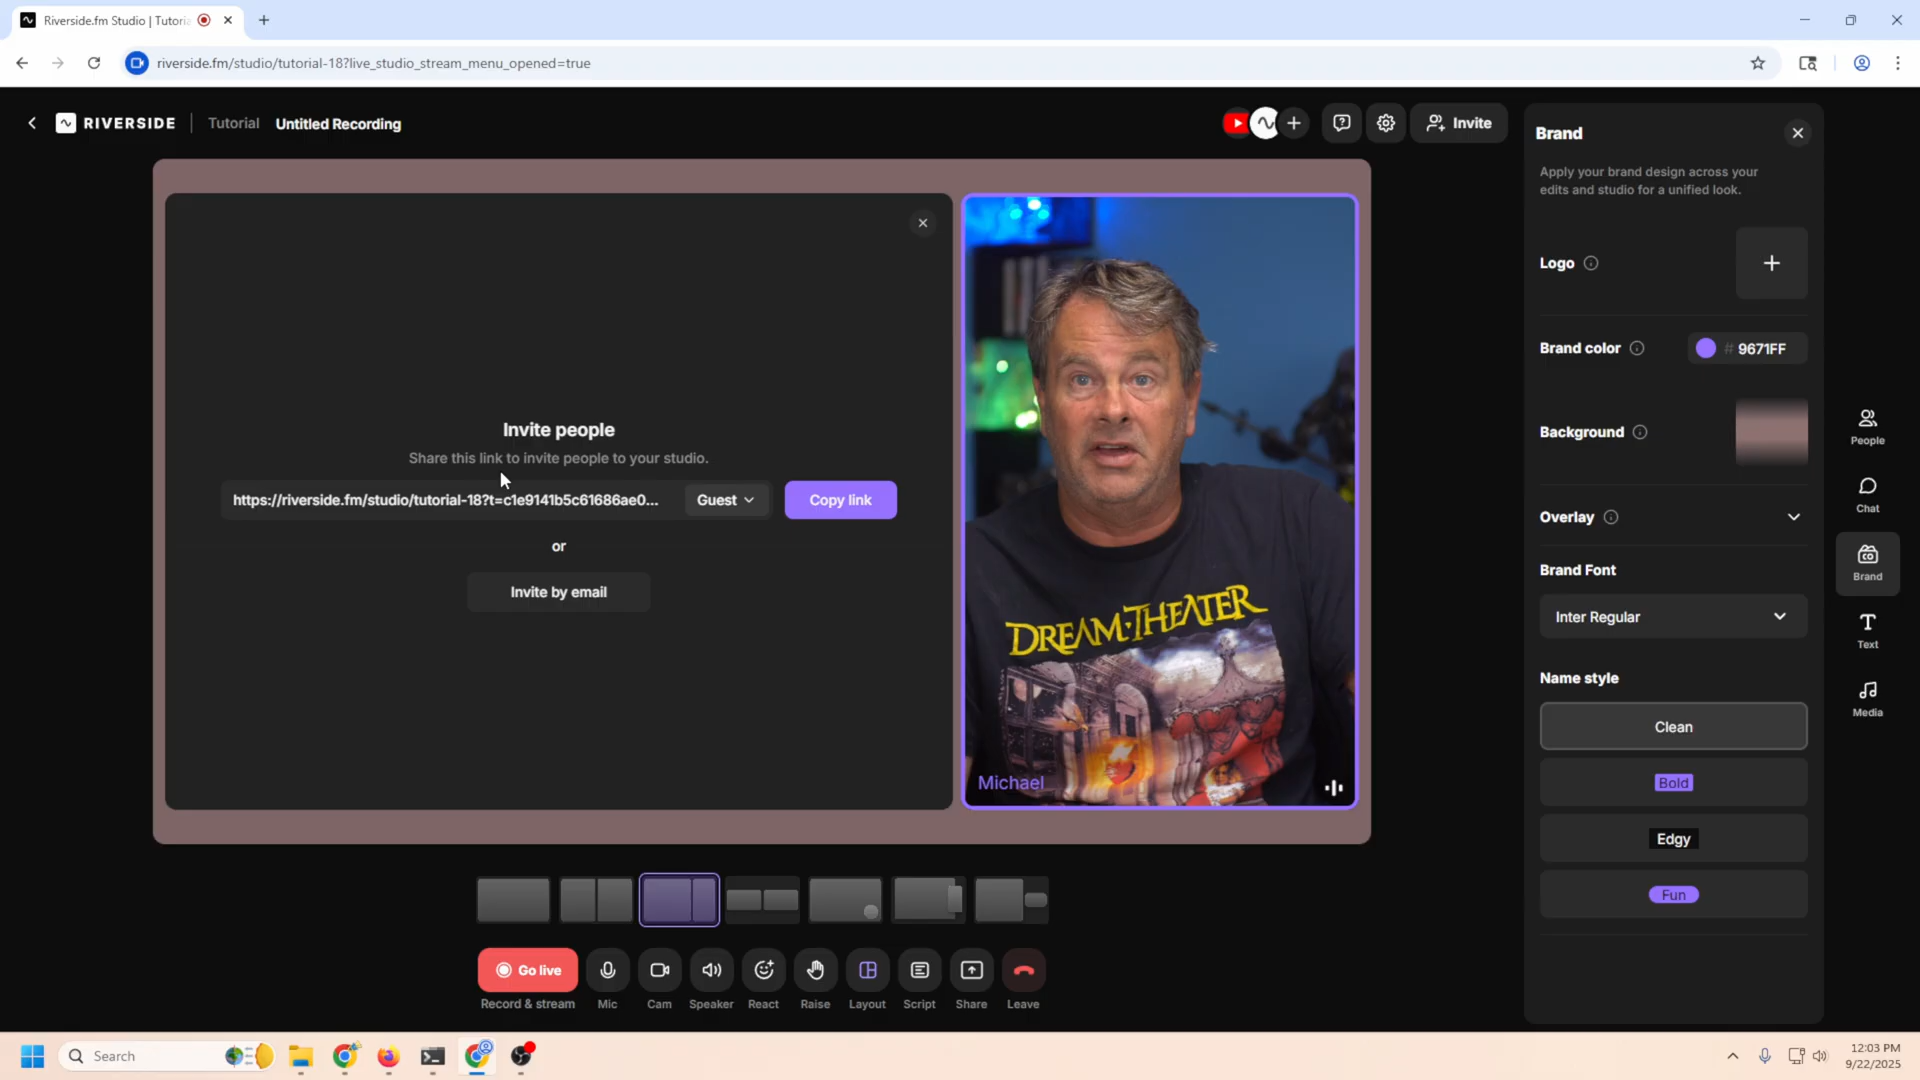 Riverside.fm Studio | Tutoria
riverside.fm/studio/tutorial-18?live_studio_stream_menu_opened=true
RIVERSIDE
Tutorial
Untitled Recording
Invite
Invite people
Share this link to invite people to your studio.
https://riverside.fm/studio/tutorial-18?t=c1e9141b5c61686ae0...
Guest
Copy link
or
Invite by email
DREAM THEATER
Michael
Go live
Record & stream
Mic
Cam
Speaker
React
Raise
Layout
Script
Share
Leave
Brand
Apply your brand design across your
edits and studio for a unified look.
Logo
Brand color
# 9671FF
Background
Overlay
Brand Font
Inter Regular
Name style
Clean
Bold
Edgy
Fun
People
Chat
Brand
Text
Media
Search
12:03 PM
9/22/2025